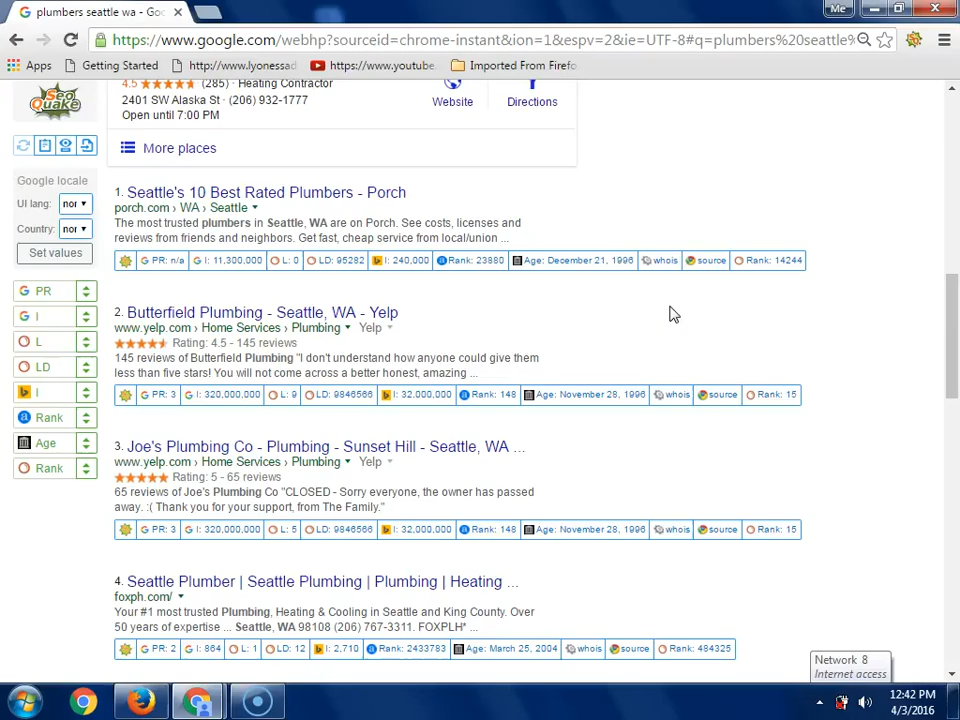 plumbers seattle wa - Goo
Me
https://www.google.com/webhp?sourceid=chrome-instant&ion=1&espv=2&ie=UTF-8#q=plumbers%20seattle%
Apps
Getting Started
http://www.lyonessad
https://www.youtube.
Imported From Firefo
SEO QUAKE
4.5 (285) · Heating Contractor
2401 SW Alaska St · (206) 932-1777
Open until 7:00 PM
Website
Directions
More places
Google locale
UI lang: nor
Country: nor
Set values
PR
I
L
LD
I
Rank
Age
Rank
1. Seattle's 10 Best Rated Plumbers - Porch
porch.com › WA › Seattle
The most trusted plumbers in Seattle, WA are on Porch. See costs, licenses and
reviews from friends and neighbors. Get fast, cheap service from local/union ...
PR: n/a I: 11,300,000 L: 0 LD: 95282 I: 240,000 Rank: 23880 Age: December 21, 1996 whois source Rank: 14244
2. Butterfield Plumbing - Seattle, WA - Yelp
www.yelp.com › Home Services › Plumbing Yelp
Rating: 4.5 - 145 reviews
145 reviews of Butterfield Plumbing "I don't understand how anyone could give them
less than five stars! You will not come across a better honest, amazing ...
PR: 3 I: 320,000,000 L: 9 LD: 9846566 I: 32,000,000 Rank: 148 Age: November 28, 1996 whois source Rank: 15
3. Joe's Plumbing Co - Plumbing - Sunset Hill - Seattle, WA ...
www.yelp.com › Home Services › Plumbing Yelp
Rating: 5 - 65 reviews
65 reviews of Joe's Plumbing Co "CLOSED - Sorry everyone, the owner has passed
away. :( Thank you for your support, from The Family."
PR: 3 I: 320,000,000 L: 5 LD: 9846566 I: 32,000,000 Rank: 148 Age: November 28, 1996 whois source Rank: 15
4. Seattle Plumber | Seattle Plumbing | Plumbing | Heating ...
foxph.com/
Your #1 most trusted Plumbing, Heating & Cooling in Seattle and King County. Over
50 years of expertise ... Seattle, WA 98108 (206) 767-3311. FOXPLH* ...
PR: 2 I: 864 L: 1 LD: 12 I: 2,710 Rank: 2433783 Age: March 25, 2004 whois source Rank: 484325
Network 8
Internet access
12:42 PM
4/3/2016